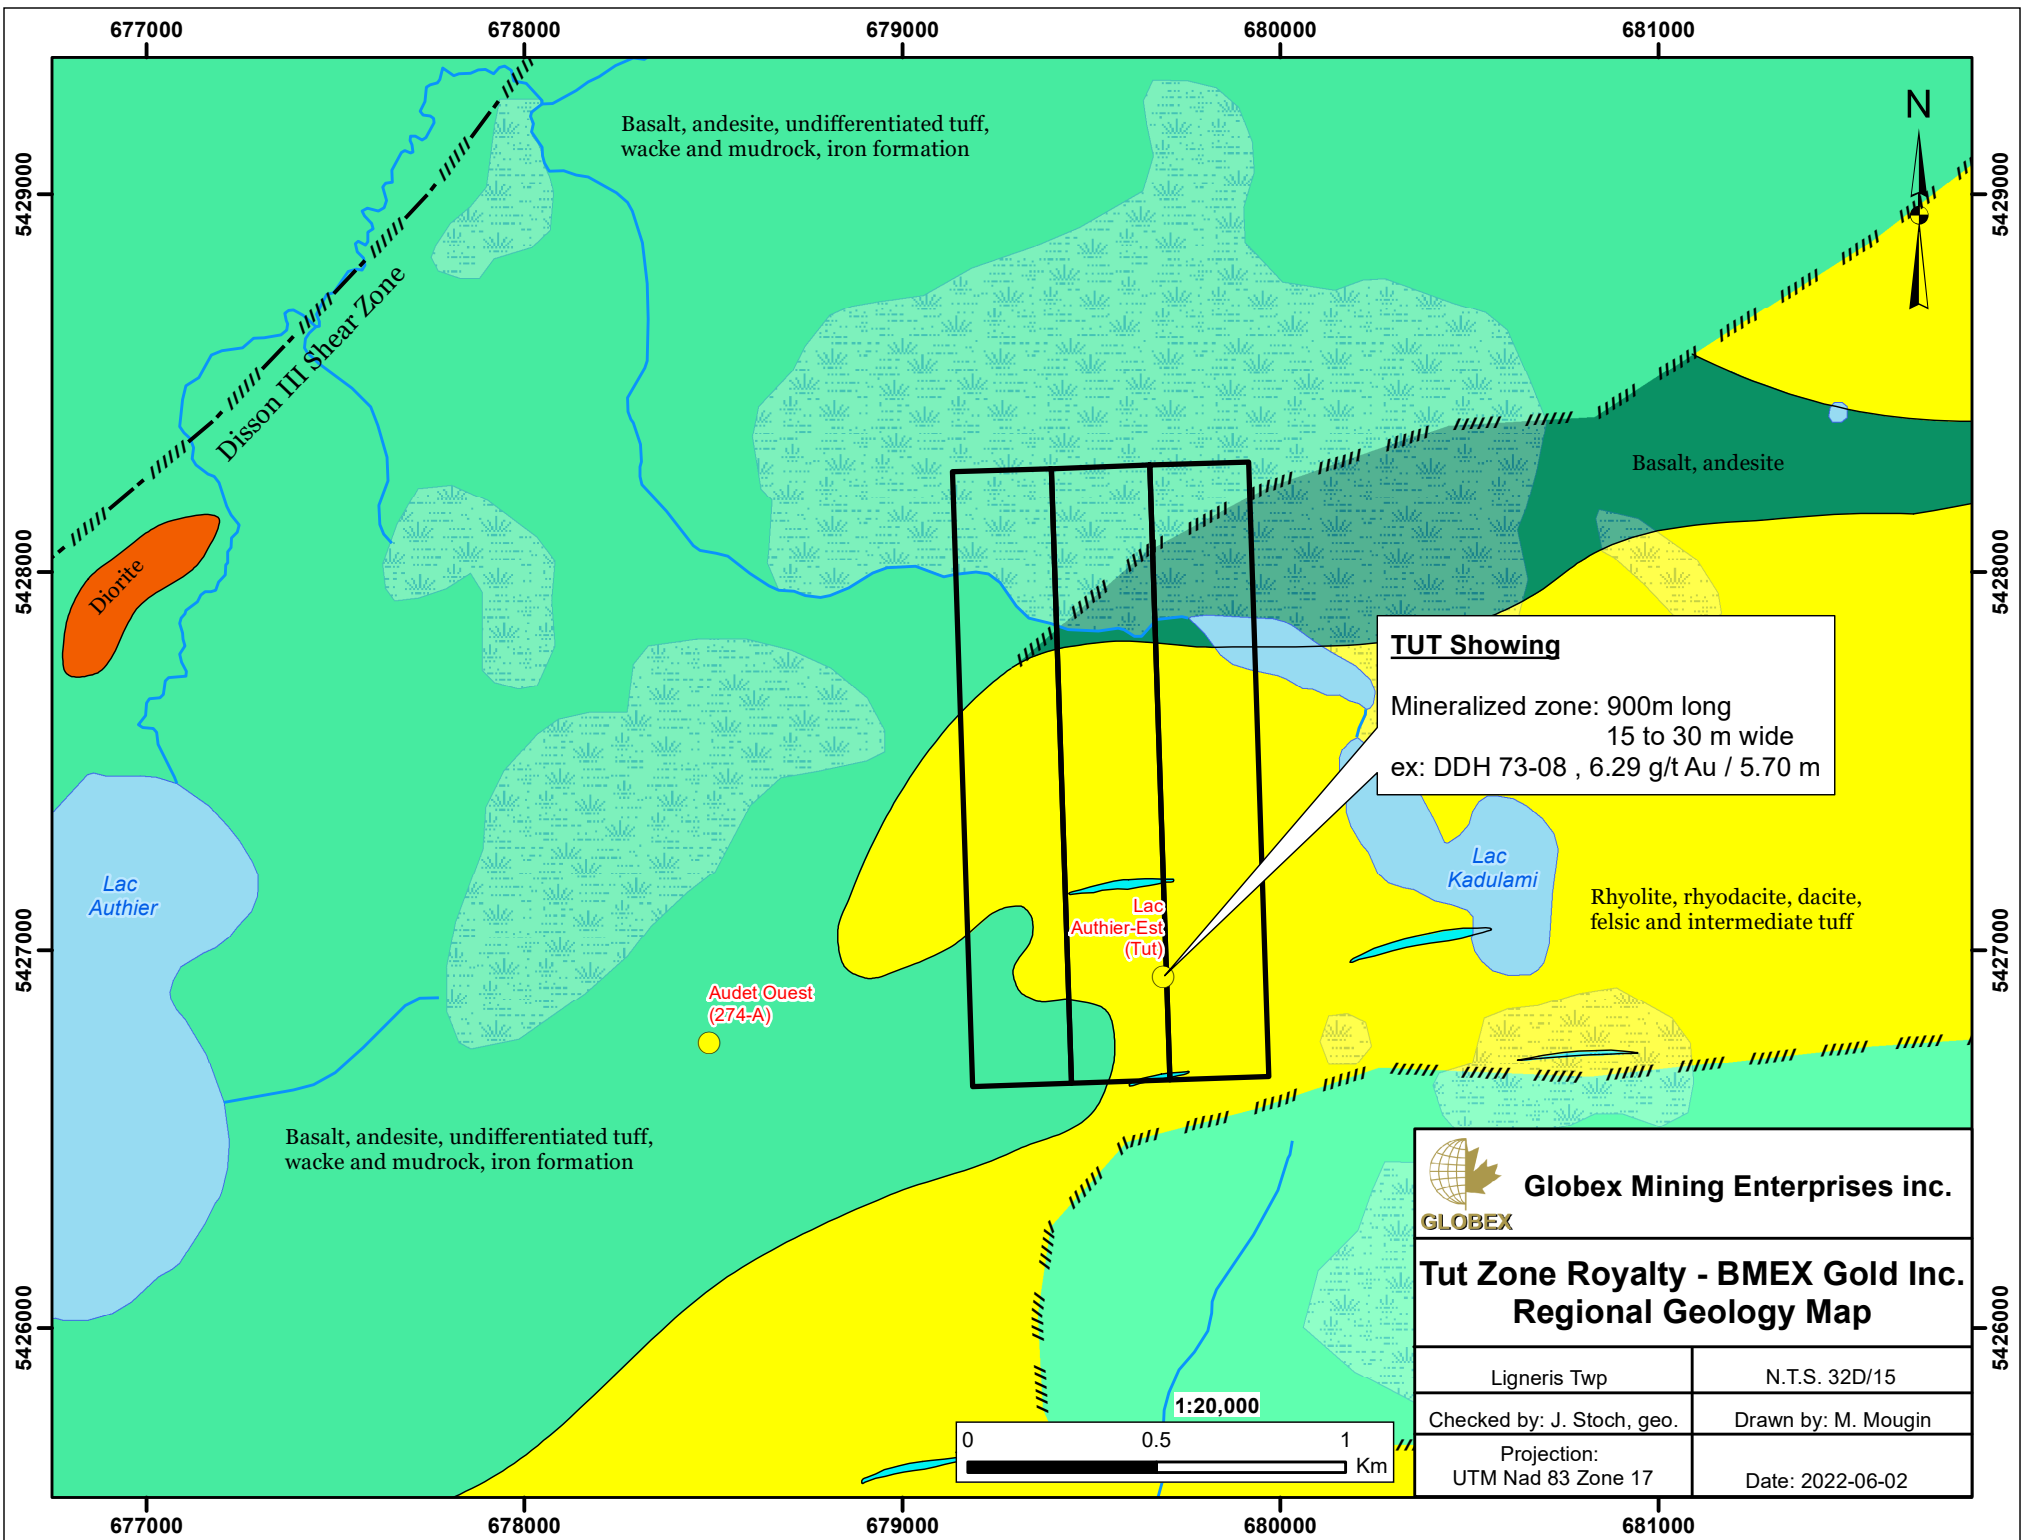 677000
678000
679000
680000
681000
Basalt, andesite, undifferentiated tuff,
wacke and mudrock, iron formation
N
5429000
5429000
Disson III Shear Zone
Basalt, andesite
5428000
5428000
Diorite
TUT Showing
Mineralized zone: 900m long
15 to 30 m wide
ex: DDH 73-08 , 6.29 g/t Au / 5.70 m
Lac
Authier
Lac
Kadulami
Rhyolite, rhyodacite, dacite,
felsic and intermediate tuff
Lac
Authier-Est
(Tut)
5427000
5427000
Audet Ouest
(274-A)
Basalt, andesite, undifferentiated tuff,
wacke and mudrock, iron formation
GLOBEX
Globex Mining Enterprises inc.
Tut Zone Royalty - BMEX Gold Inc.
Regional Geology Map
5426000
5426000
Ligneris Twp
N.T.S. 32D/15
Checked by: J. Stoch, geo.
Drawn by: M. Mougin
Projection:
UTM Nad 83 Zone 17
Date: 2022-06-02
1:20,000
0 0.5 1
Km
677000
678000
679000
680000
681000